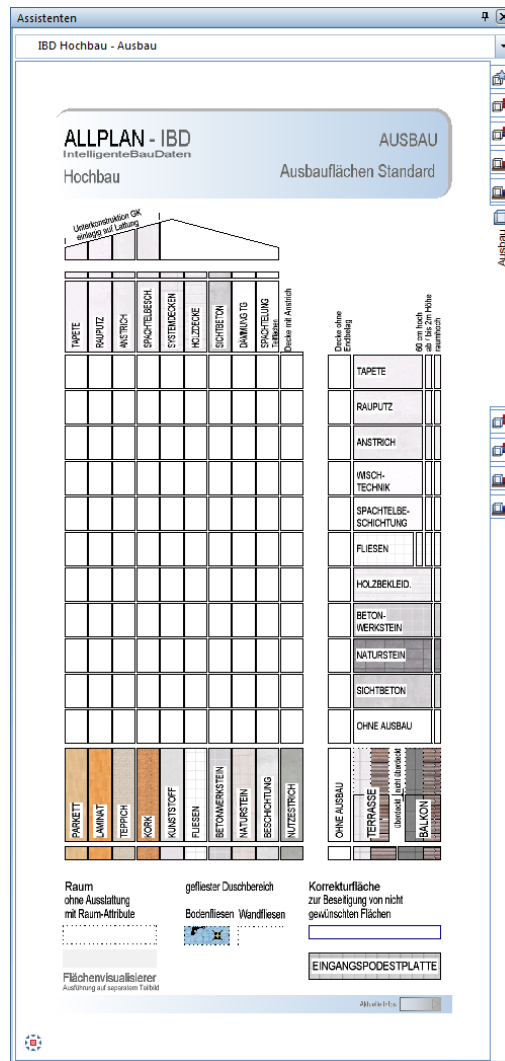 Assistenten
IBD Hochbau - Ausbau
ALLPLAN - IBD
IntelligenteBauDaten
Hochbau
AUSBAU
Ausbauflächen Standard
Ausbau
Unterkonstruktion GK
einlagig auf Lattung
TAPETE
RAUPUTZ
ANSTRICH
SPACHTELBESCH.
SYSTEMDECKEN
HOLZDECKE
SICHTBETON
DÄMMUNG TG
SPACHTELUNG
Teilflächen
Decke mit Anstrich
Decke ohne
Endbelag
60 cm hoch
ab / bis 2m Höhe
raumhoch
TAPETE
RAUPUTZ
ANSTRICH
WISCH-
TECHNIK
SPACHTELBE-
SCHICHTUNG
FLIESEN
HOLZBEKLEID.
BETON-
WERKSTEIN
NATURSTEIN
SICHTBETON
OHNE AUSBAU
PARKETT
LAMINAT
TEPPICH
KORK
KUNSTSTOFF
FLIESEN
BETONWERKSTEIN
NATURSTEIN
BESCHICHTUNG
NUTZESTRICH
OHNE AUSBAU
TERRASSE
überdeckt
nicht überdeckt
BALKON
Raum
ohne Ausstattung
mit Raum-Attribute
gefliester Duschbereich
Bodenfliesen Wandfliesen
Korrekturfläche
zur Beseitigung von nicht
gewünschten Flächen
Flächenvisualisierer
Ausführung auf separatem Teilbild
EINGANGSPODESTPLATTE
Aktuelle Infos